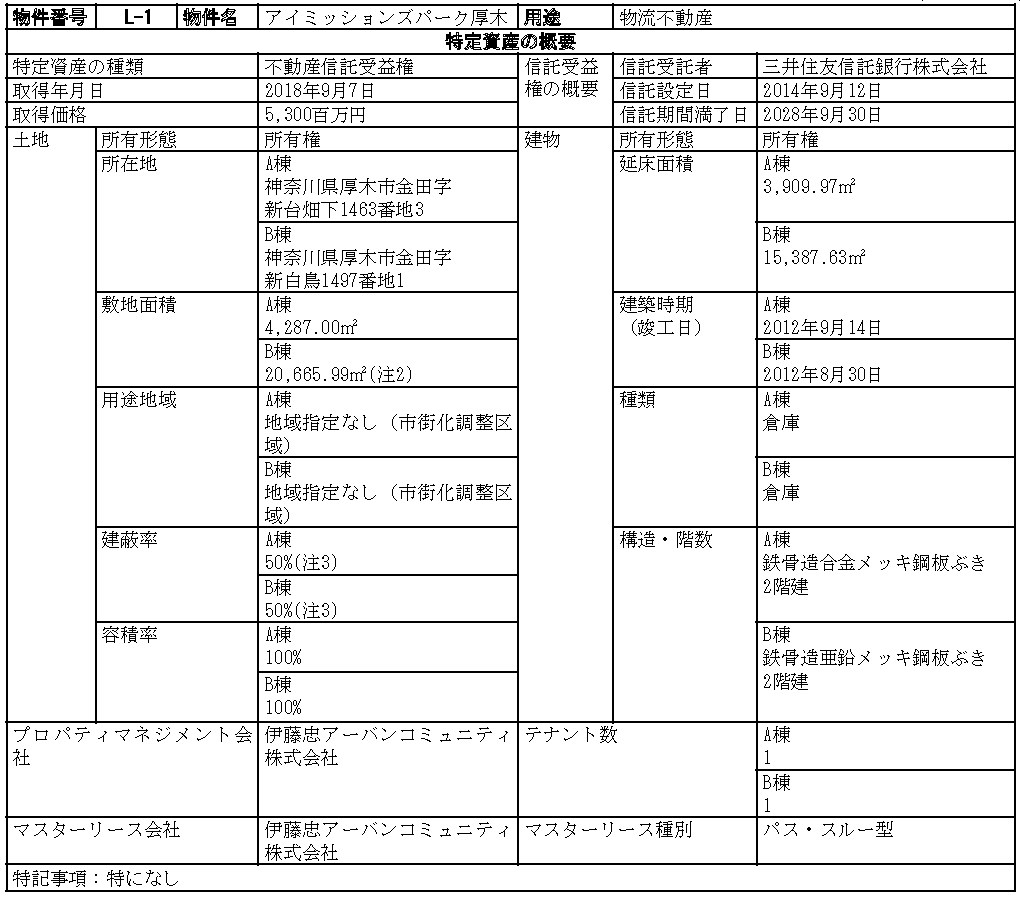 物件番号 L-1 物件名 アイミッションズパーク厚木 用途 物流不動産
特定資産の概要
特定資産の種類 不動産信託受益権 信託受益権の概要 信託受託者 三井住友信託銀行株式会社
取得年月日 2018年9月7日 信託設定日 2014年9月12日
取得価格 5,300百万円 信託期間満了日 2028年9月30日
土地 所有形態 所有権 建物 所有形態 所有権
所在地 A棟 延床面積 A棟
神奈川県厚木市金田字 3,909.97㎡
新台畑下1463番地3
B棟 B棟
神奈川県厚木市金田字 15,387.63㎡
新白鳥1497番地1
敷地面積 A棟 建築時期 A棟
4,287.00㎡ （竣工日） 2012年9月14日
B棟 B棟
20,665.99㎡(注2) 2012年8月30日
用途地域 A棟 種類 A棟
地域指定なし（市街化調整区 倉庫
域）
B棟 B棟
地域指定なし（市街化調整区 倉庫
域）
建蔽率 A棟 構造・階数 A棟
50%(注3) 鉄骨造合金メッキ鋼板ぶき
B棟 2階建
50%(注3)
容積率 A棟 B棟
100% 鉄骨造亜鉛メッキ鋼板ぶき
B棟 2階建
100%
プロパティマネジメント会 伊藤忠アーバンコミュニティ テナント数 A棟
社 株式会社 1
B棟
1
マスターリース会社 伊藤忠アーバンコミュニティ マスターリース種別 パス・スルー型
株式会社
特記事項：特になし